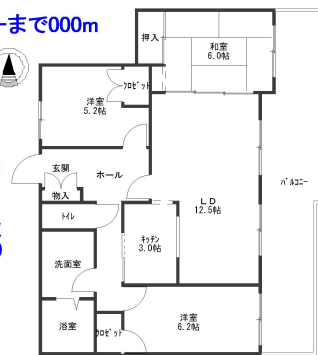 ーまで000m
押入
和室
6.0帖
クロゼット
洋室
5.2帖
玄関
物入
ホール
トイレ
LD
12.5帖
バルコニー
キッチン
3.0帖
洗面室
浴室
クロゼット
洋室
6.2帖